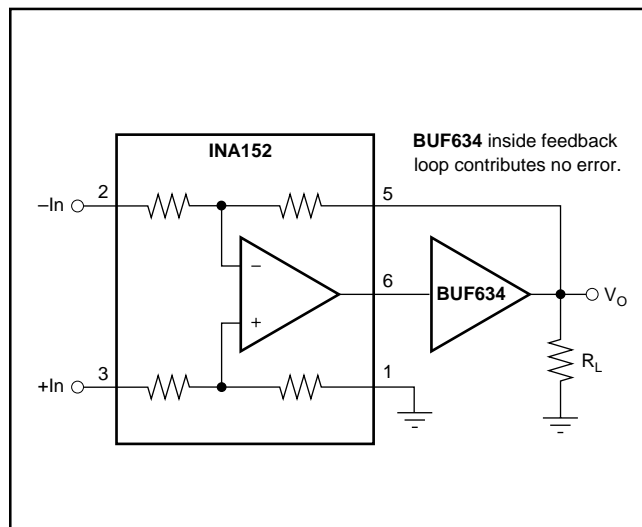 INA152
BUF634 inside feedback
loop contributes no error.
–In
2
5
–
6
BUF634
V_O
+
+In
3
1
R_L